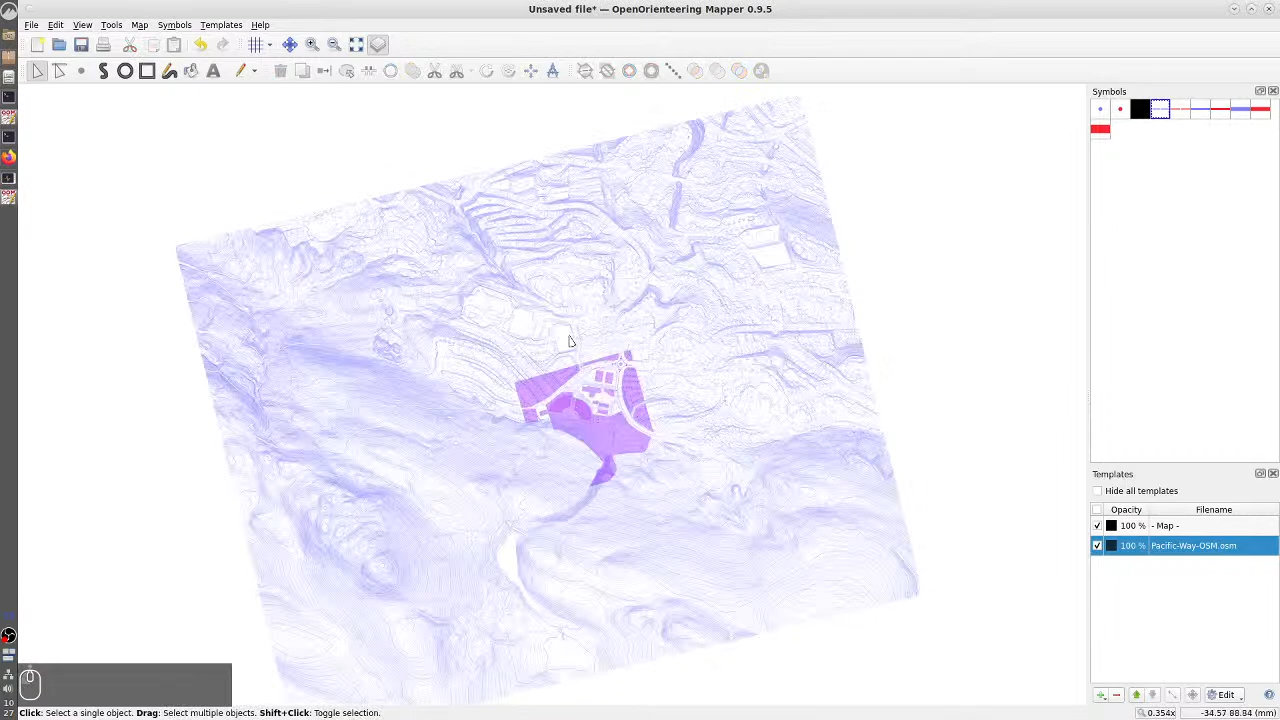 Unsaved file* — OpenOrienteering Mapper 0.9.5
File Edit View Tools Map Symbols Templates Help
Symbols
Templates
Hide all templates
Opacity Filename
100 % - Map -
100 % Pacific-Way-OSM.osm
Edit
10
27
Click: Select a single object. Drag: Select multiple objects. Shift+Click: Toggle selection.
0.354x
-34.57 88.84 (mm)